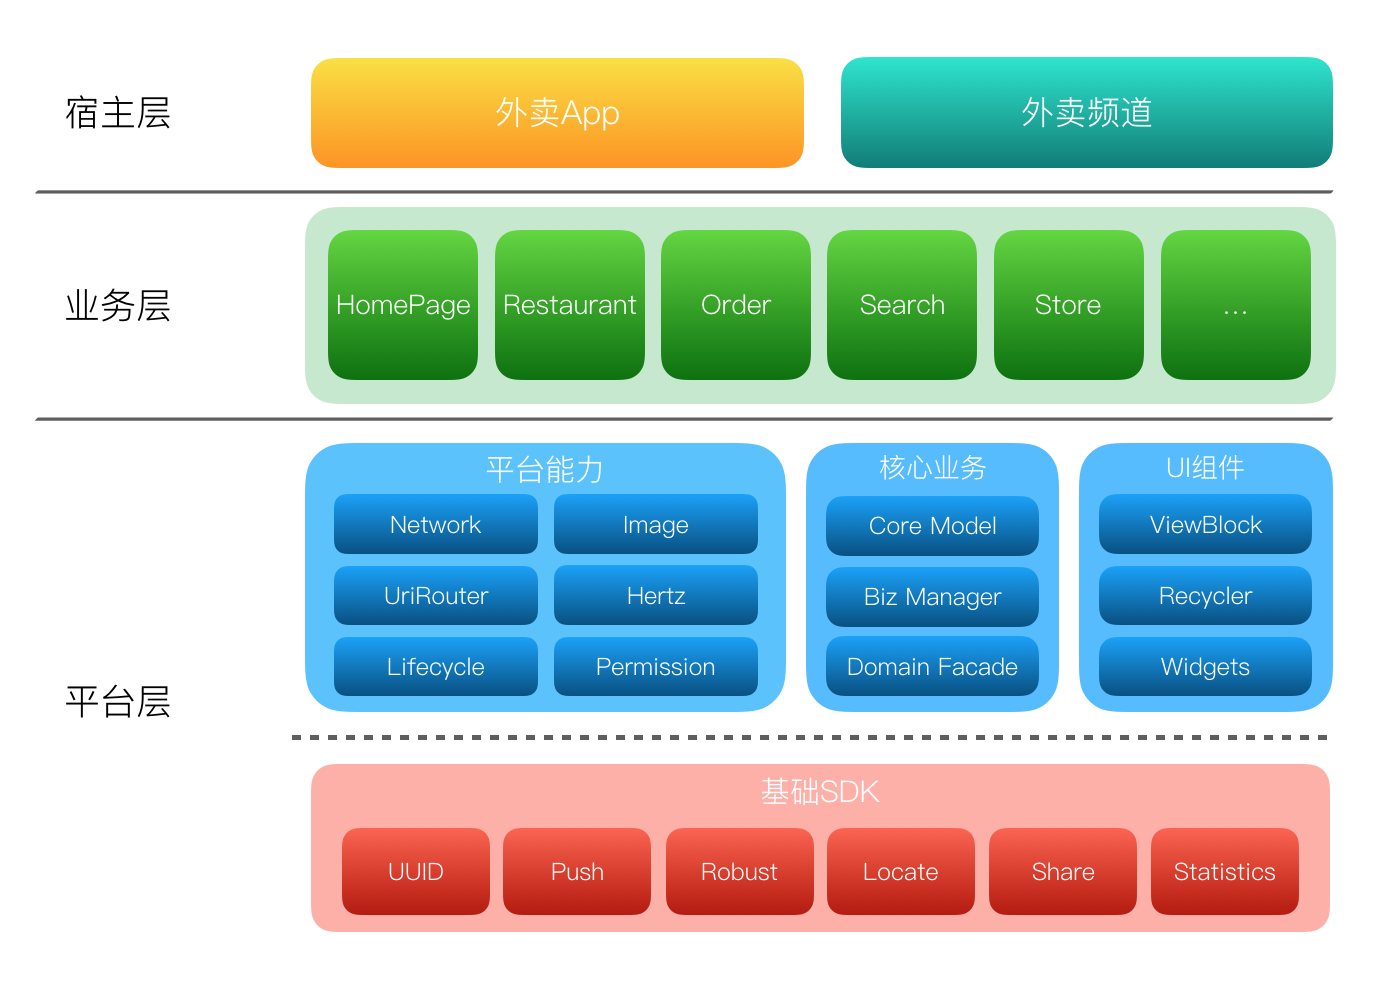 宿主层
外卖App
外卖频道
业务层
HomePage
Restaurant
Order
Search
Store
...
平台层
平台能力
Network
Image
UriRouter
Hertz
Lifecycle
Permission
核心业务
Core Model
Biz Manager
Domain Facade
UI组件
ViewBlock
Recycler
Widgets
基础SDK
UUID
Push
Robust
Locate
Share
Statistics